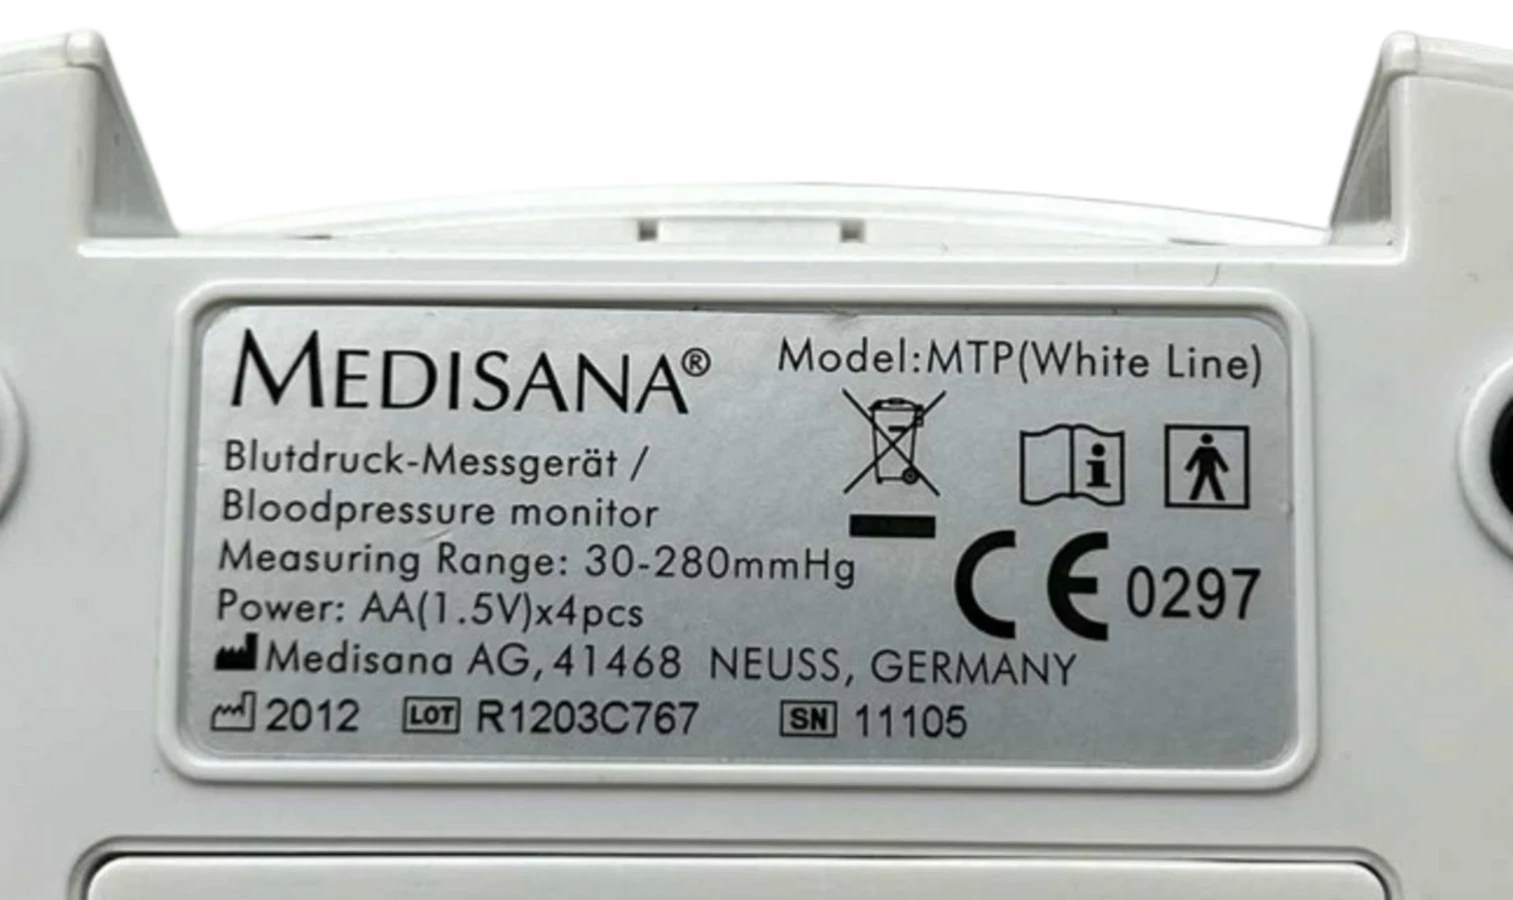 MEDISANA®
Model:MTP(White Line)
Blutdruck-Messgerät /
Bloodpressure monitor
Measuring Range: 30-280mmHg
Power: AA(1.5V)x4pcs
CE 0297
Medisana AG,41468 NEUSS, GERMANY
2012 LOT R1203C767 SN 11105